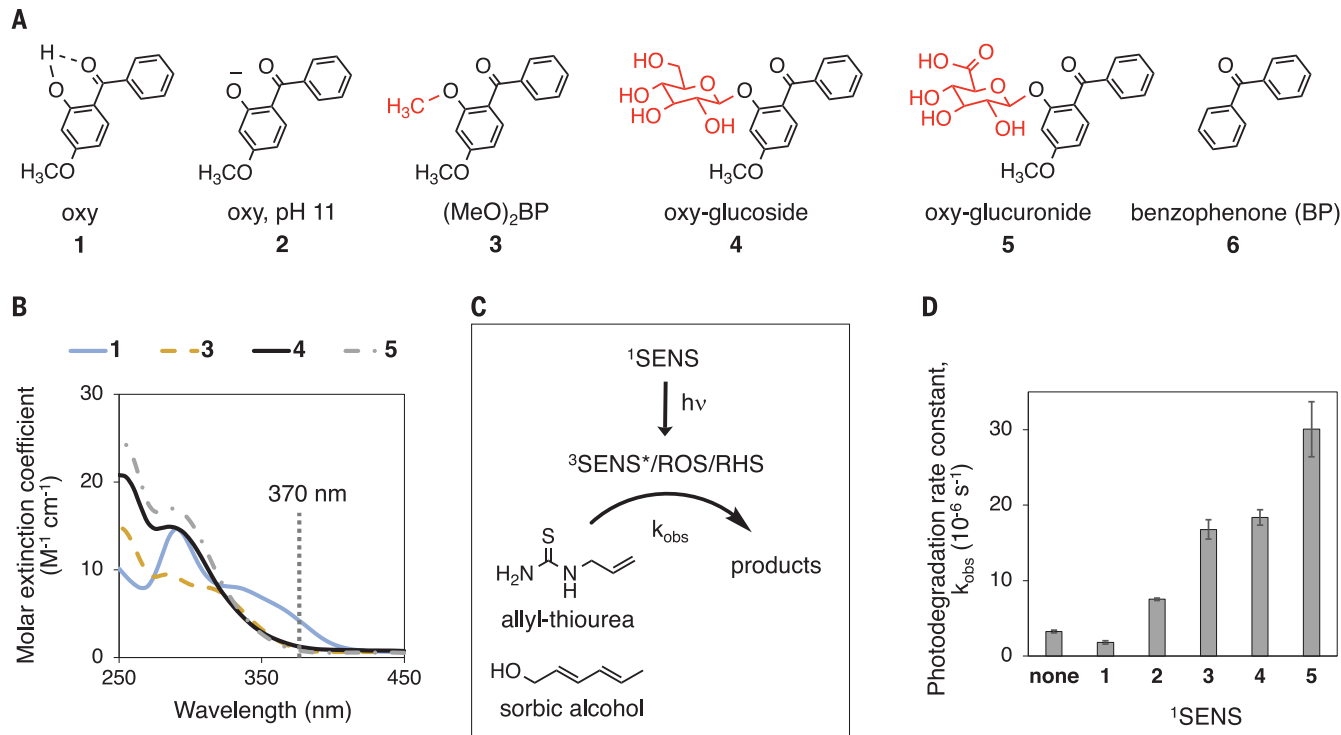 A
H
O
O
H₃CO
oxy
1
–
O
O
H₃CO
oxy, pH 11
2
O
O
H₃C
H₃CO
(MeO)₂BP
3
HO
HO
HO
OH
O
O
O
H₃CO
oxy-glucoside
4
O
HO
HO
HO
OH
O
O
O
H₃CO
oxy-glucuronide
5
O
benzophenone (BP)
6
B
1 3 4 5
Molar extinction coefficient
(M⁻¹ cm⁻¹)
30
20
10
0
370 nm
250 350 450
Wavelength (nm)
C
¹SENS
hν
³SENS*/ROS/RHS
k_obs
products
S
H₂N
N
H
allyl-thiourea
HO
sorbic alcohol
D
Photodegradation rate constant,
k_obs (10⁻⁶ s⁻¹)
30
20
10
0
none 1 2 3 4 5
¹SENS